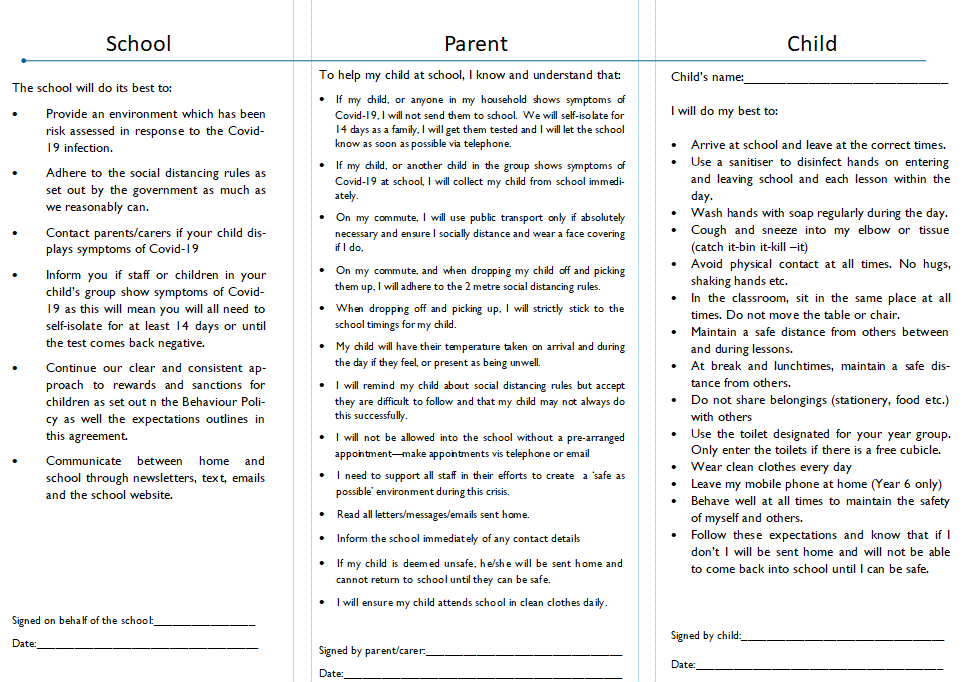 School
The school will do its best to:
• Provide an environment which has been
risk assessed in response to the Covid-
19 infection.
• Adhere to the social distancing rules as
set out by the government as much as
we reasonably can.
• Contact parents/carers if your child dis-
plays symptoms of Covid-19
• Inform you if staff or children in your
child's group show symptoms of Covid-
19 as this will mean you will all need to
self-isolate for at least 14 days or until
the test comes back negative.
• Continue our clear and consistent ap-
proach to rewards and sanctions for
children as set out n the Behaviour Poli-
cy as well the expectations outlines in
this agreement.
• Communicate between home and
school through newsletters, text, emails
and the school website.
Signed on behalf of the school:_________________
Date:_____________________________________
Parent
To help my child at school, I know and understand that:
• If my child, or anyone in my household shows symptoms of
Covid-19, I will not send them to school. We will self-isolate for
14 days as a family, I will get them tested and I will let the school
know as soon as possible via telephone.
• If my child, or another child in the group shows symptoms of
Covid-19 at school, I will collect my child from school immedi-
ately.
• On my commute, I will use public transport only if absolutely
necessary and ensure I socially distance and wear a face covering
if I do,
• On my commute, and when dropping my child off and picking
them up, I will adhere to the 2 metre social distancing rules.
• When dropping off and picking up, I will strictly stick to the
school timings for my child.
• My child will have their temperature taken on arrival and during
the day if they feel, or present as being unwell.
• I will remind my child about social distancing rules but accept
they are difficult to follow and that my child may not always do
this successfully.
• I will not be allowed into the school without a pre-arranged
appointment—make appointments vis telephone or email
• I need to support all staff in their efforts to create a 'safe as
possible' environment during this crisis.
• Read all letters/messages/emails sent home.
• Inform the school immediately of any contact details
• If my child is deemed unsafe, he/she will be sent home and
cannot return to school until they can be safe.
• I will ensure my child attends school in clean clothes daily.
Signed by parent/carer:_________________________________
Date:______________________________________________
Child
Child's name:______________________________
I will do my best to:
• Arrive at school and leave at the correct times.
• Use a sanitiser to disinfect hands on entering
and leaving school and each lesson within the
day.
• Wash hands with soap regularly during the day.
• Cough and sneeze into my elbow or tissue
(catch it-bin it-kill –it)
• Avoid physical contact at all times. No hugs,
shaking hands etc.
• In the classroom, sit in the same place at all
times. Do not move the table or chair.
• Maintain a safe distance from others between
and during lessons.
• At break and lunchtimes, maintain a safe dis-
tance from others.
• Do not share belongings (stationery, food etc.)
with others
• Use the toilet designated for your year group.
Only enter the toilets if there is a free cubicle.
• Wear clean clothes every day
• Leave my mobile phone at home (Year 6 only)
• Behave well at all times to maintain the safety
of myself and others.
• Follow these expectations and know that if I
don't I will be sent home and will not be able
to come back into school until I can be safe.
Signed by child:__________________________________
Date:_________________________________________